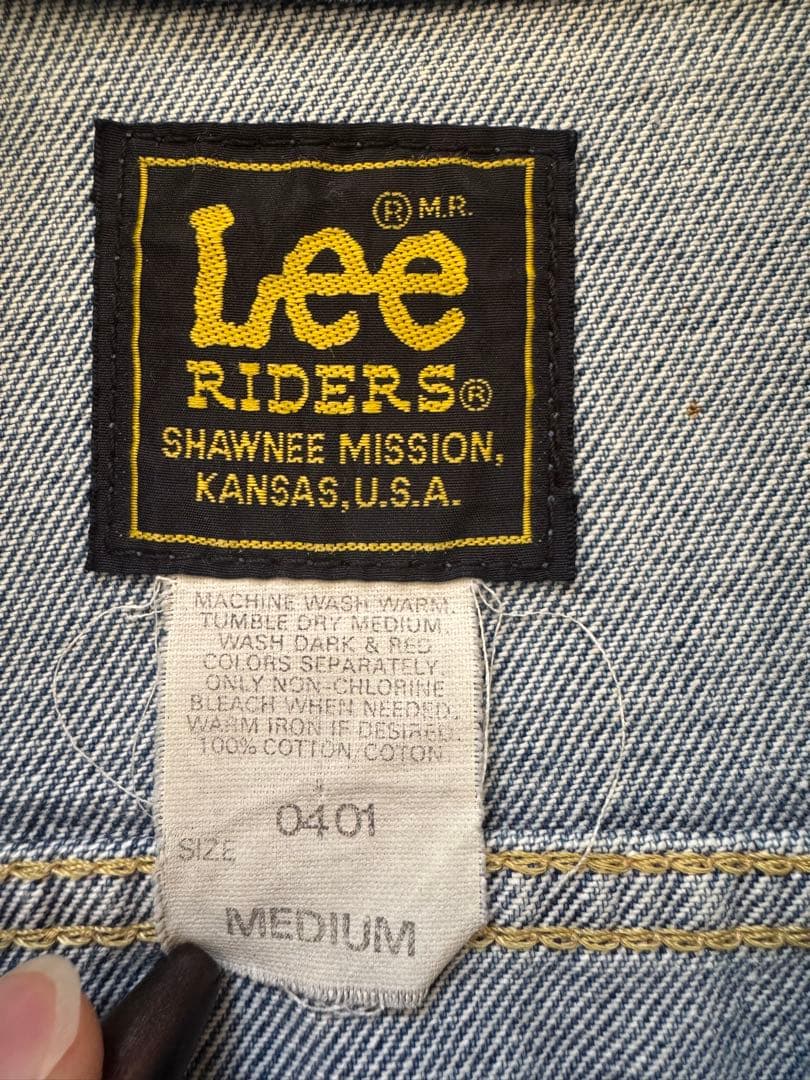 ® M.R.
Lee
RIDERS®
SHAWNEE MISSION,
KANSAS, U.S.A.
MACHINE WASH WARM.
TUMBLE DRY MEDIUM.
WASH DARK & RED
COLORS SEPARATELY.
ONLY NON-CHLORINE
BLEACH WHEN NEEDED.
WARM IRON IF DESIRED.
100% COTTON/COTON
0401
SIZE
MEDIUM